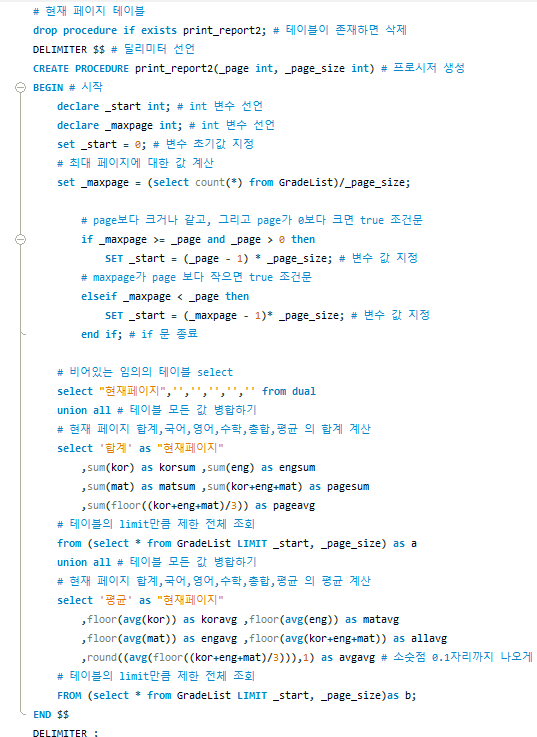 # 현재 페이지 테이블
drop procedure if exists print_report2; # 테이블이 존재하면 삭제
DELIMITER $$ # 딜리미터 선언
CREATE PROCEDURE print_report2(_page int, _page_size int) # 프로시저 생성
BEGIN # 시작
declare _start int; # int 변수 선언
declare _maxpage int; # int 변수 선언
set _start = 0; # 변수 초기값 지정
# 최대 페이지에 대한 값 계산
set _maxpage = (select count(*) from GradeList)/_page_size;
# page보다 크거나 같고, 그리고 page가 0보다 크면 true 조건문
if _maxpage >= _page and _page > 0 then
SET _start = (_page - 1) * _page_size; # 변수 값 지정
# maxpage가 page 보다 작으면 true 조건문
elseif _maxpage < _page then
SET _start = (_maxpage - 1)* _page_size; # 변수 값 지정
end if; # if 문 종료
# 비어있는 임의의 테이블 select
select "현재페이지",'','','','','' from dual
union all # 테이블 모든 값 병합하기
# 현재 페이지 합계,국어,영어,수학,총합,평균 의 합계 계산
select '합계' as "현재페이지"
,sum(kor) as korsum ,sum(eng) as engsum
,sum(mat) as matsum ,sum(kor+eng+mat) as pagesum
,sum(floor((kor+eng+mat)/3)) as pageavg
# 테이블의 limit만큼 제한 전체 조회
from (select * from GradeList LIMIT _start, _page_size) as a
union all # 테이블 모든 값 병합하기
# 현재 페이지 합계,국어,영어,수학,총합,평균 의 평균 계산
select '평균' as "현재페이지"
,floor(avg(kor)) as koravg ,floor(avg(eng)) as matavg
,floor(avg(mat)) as engavg ,floor(avg(kor+eng+mat)) as allavg
,round((avg(floor((kor+eng+mat)/3))),1) as avgavg # 소숫점 0.1자리까지 나오게
# 테이블의 limit만큼 제한 전체 조회
FROM (select * from GradeList LIMIT _start, _page_size)as b;
END $$
DELIMITER :